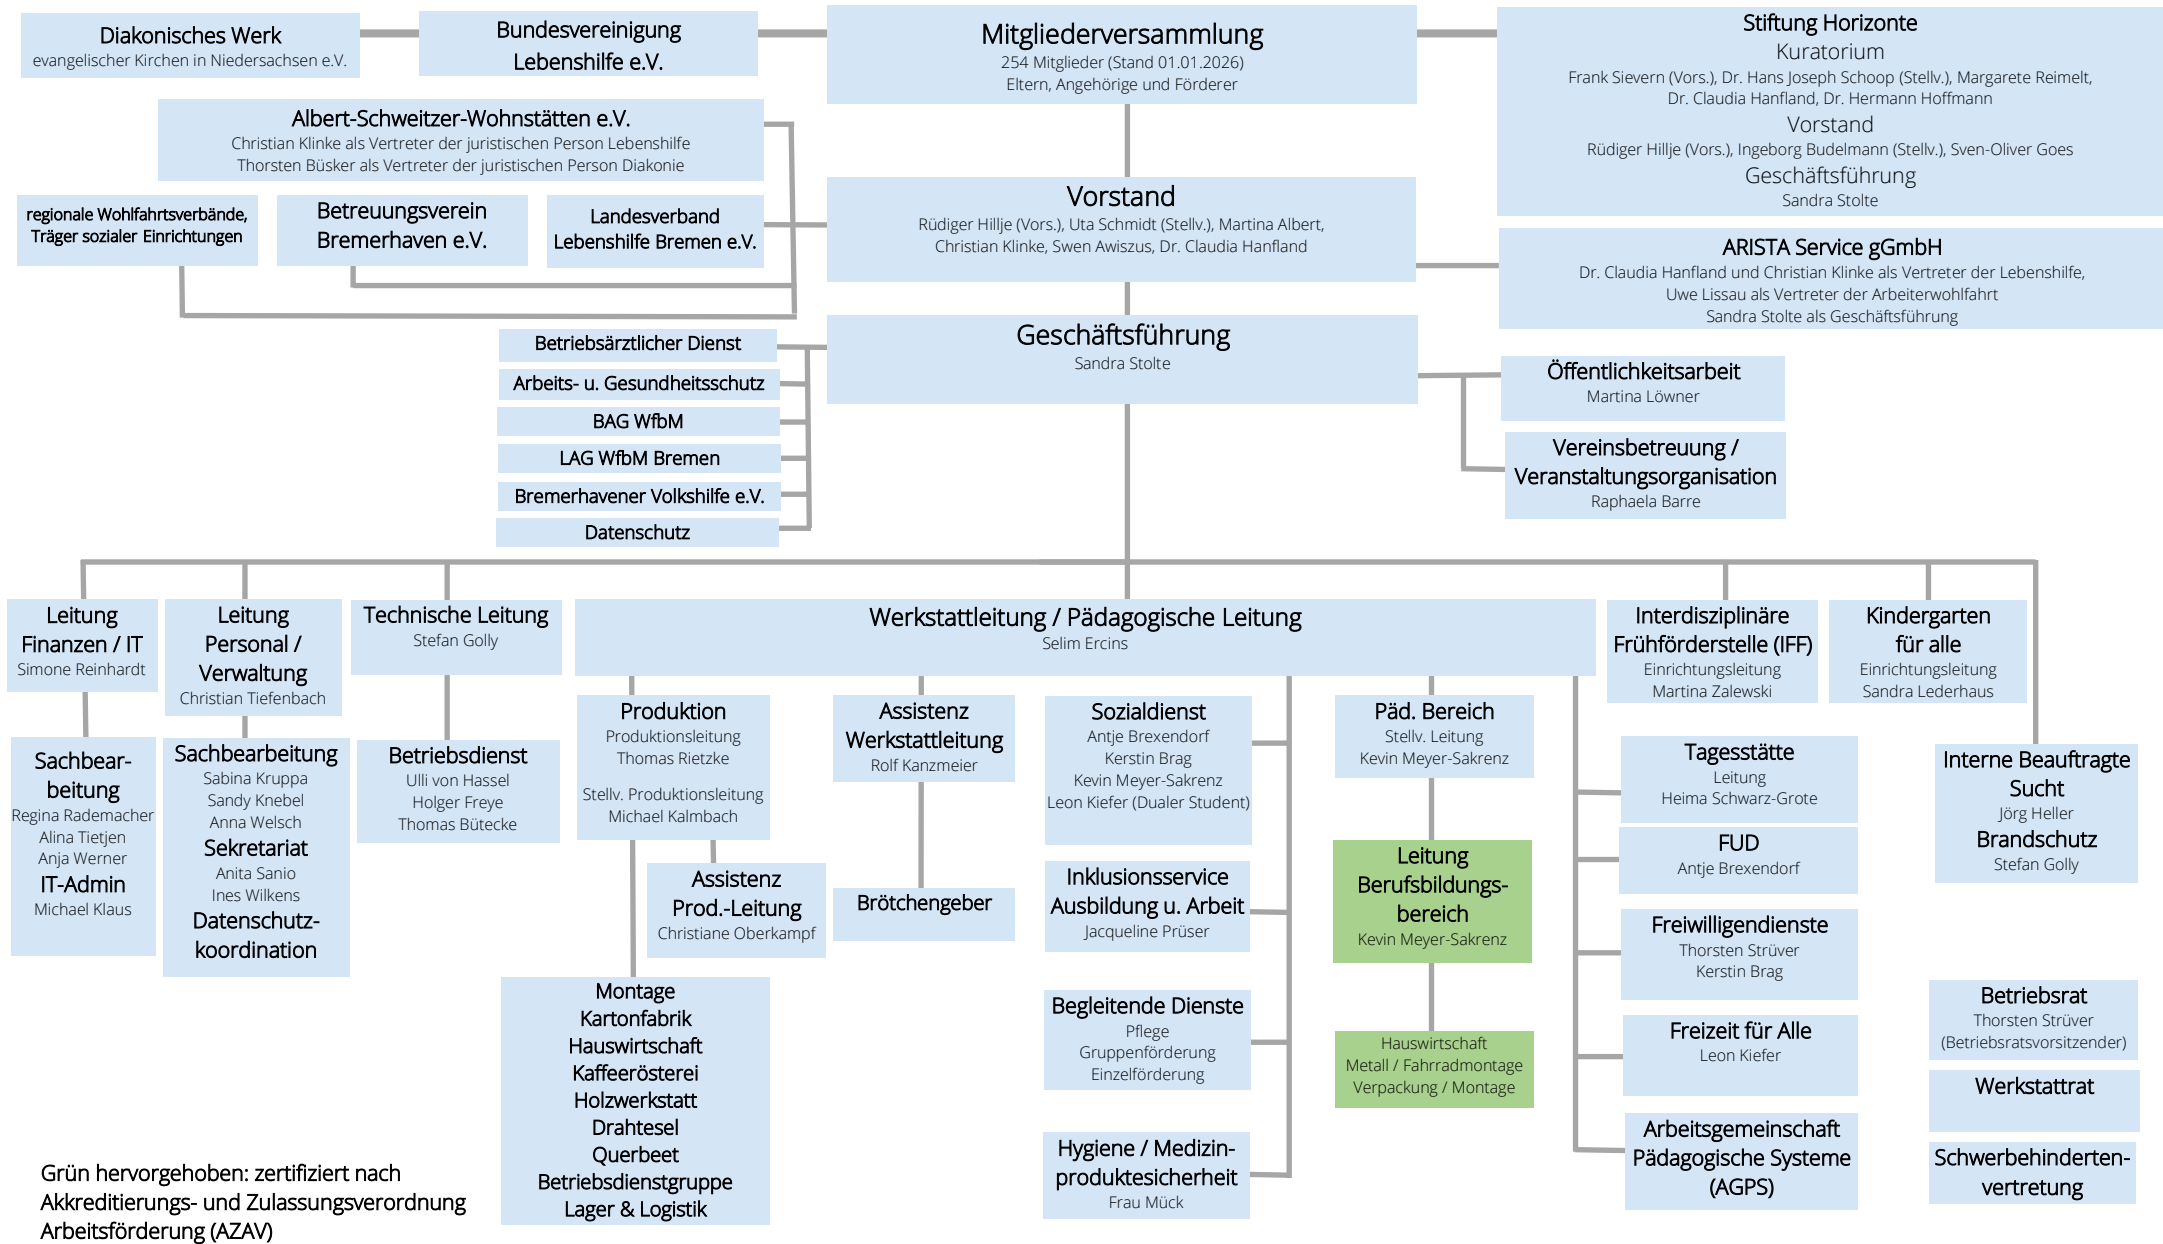 Diakonisches Werk
evangelischer Kirchen in Niedersachsen e.V.
Bundesvereinigung
Lebenshilfe e.V.
Mitgliederversammlung
254 Mitglieder (Stand 01.01.2026)
Eltern, Angehörige und Förderer
Stiftung Horizonte
Kuratorium
Frank Sievern (Vors.), Dr. Hans Joseph Schoop (Stellv.), Margarete Reimelt,
Dr. Claudia Hanfland, Dr. Hermann Hoffmann
Vorstand
Rüdiger Hillje (Vors.), Ingeborg Budelmann (Stellv.), Sven-Oliver Goes
Geschäftsführung
Sandra Stolte
Albert-Schweitzer-Wohnstätten e.V.
Christian Klinke als Vertreter der juristischen Person Lebenshilfe
Thorsten Büsker als Vertreter der juristischen Person Diakonie
regionale Wohlfahrtsverbände,
Träger sozialer Einrichtungen
Betreuungsverein
Bremerhaven e.V.
Landesverband
Lebenshilfe Bremen e.V.
Vorstand
Rüdiger Hillje (Vors.), Uta Schmidt (Stellv.), Martina Albert,
Christian Klinke, Swen Awiszus, Dr. Claudia Hanfland
ARISTA Service gGmbH
Dr. Claudia Hanfland und Christian Klinke als Vertreter der Lebenshilfe,
Uwe Lissau als Vertreter der Arbeiterwohlfahrt
Sandra Stolte als Geschäftsführung
Geschäftsführung
Sandra Stolte
Betriebsärztlicher Dienst
Arbeits- u. Gesundheitsschutz
BAG WfbM
LAG WfbM Bremen
Bremerhavener Volkshilfe e.V.
Datenschutz
Öffentlichkeitsarbeit
Martina Löwner
Vereinsbetreuung /
Veranstaltungsorganisation
Raphaela Barre
Leitung
Finanzen / IT
Simone Reinhardt
Leitung
Personal /
Verwaltung
Christian Tiefenbach
Technische Leitung
Stefan Golly
Werkstattleitung / Pädagogische Leitung
Selim Ercins
Interdisziplinäre
Frühförderstelle (IFF)
Einrichtungsleitung
Martina Zalewski
Kindergarten
für alle
Einrichtungsleitung
Sandra Lederhaus
Sachbear-
beitung
Regina Rademacher
Alina Tietjen
Anja Werner
IT-Admin
Michael Klaus
Sachbearbeitung
Sabina Kruppa
Sandy Knebel
Anna Welsch
Sekretariat
Anita Sanio
Ines Wilkens
Datenschutz-
koordination
Betriebsdienst
Ulli von Hassel
Holger Freye
Thomas Bütecke
Produktion
Produktionsleitung
Thomas Rietzke
Stellv. Produktionsleitung
Michael Kalmbach
Assistenz
Prod.-Leitung
Christiane Oberkampf
Montage
Kartonfabrik
Hauswirtschaft
Kaffeerösterei
Holzwerkstatt
Drahtesel
Querbeet
Betriebsdienstgruppe
Lager & Logistik
Assistenz
Werkstattleitung
Rolf Kanzmeier
Brötchengeber
Sozialdienst
Antje Brexendorf
Kerstin Brag
Kevin Meyer-Sakrenz
Leon Kiefer (Dualer Student)
Inklusionsservice
Ausbildung u. Arbeit
Jacqueline Prüser
Begleitende Dienste
Pflege
Gruppenförderung
Einzelförderung
Hygiene / Medizin-
produktesicherheit
Frau Mück
Päd. Bereich
Stellv. Leitung
Kevin Meyer-Sakrenz
Leitung
Berufsbildungs-
bereich
Kevin Meyer-Sakrenz
Hauswirtschaft
Metall / Fahrradmontage
Verpackung / Montage
Tagesstätte
Leitung
Heima Schwarz-Grote
FUD
Antje Brexendorf
Freiwilligendienste
Thorsten Strüver
Kerstin Brag
Freizeit für Alle
Leon Kiefer
Arbeitsgemeinschaft
Pädagogische Systeme
(AGPS)
Interne Beauftragte
Sucht
Jörg Heller
Brandschutz
Stefan Golly
Betriebsrat
Thorsten Strüver
(Betriebsratsvorsitzender)
Werkstattrat
Schwerbehinderten-
vertretung
Grün hervorgehoben: zertifiziert nach
Akkreditierungs- und Zulassungsverordnung
Arbeitsförderung (AZAV)